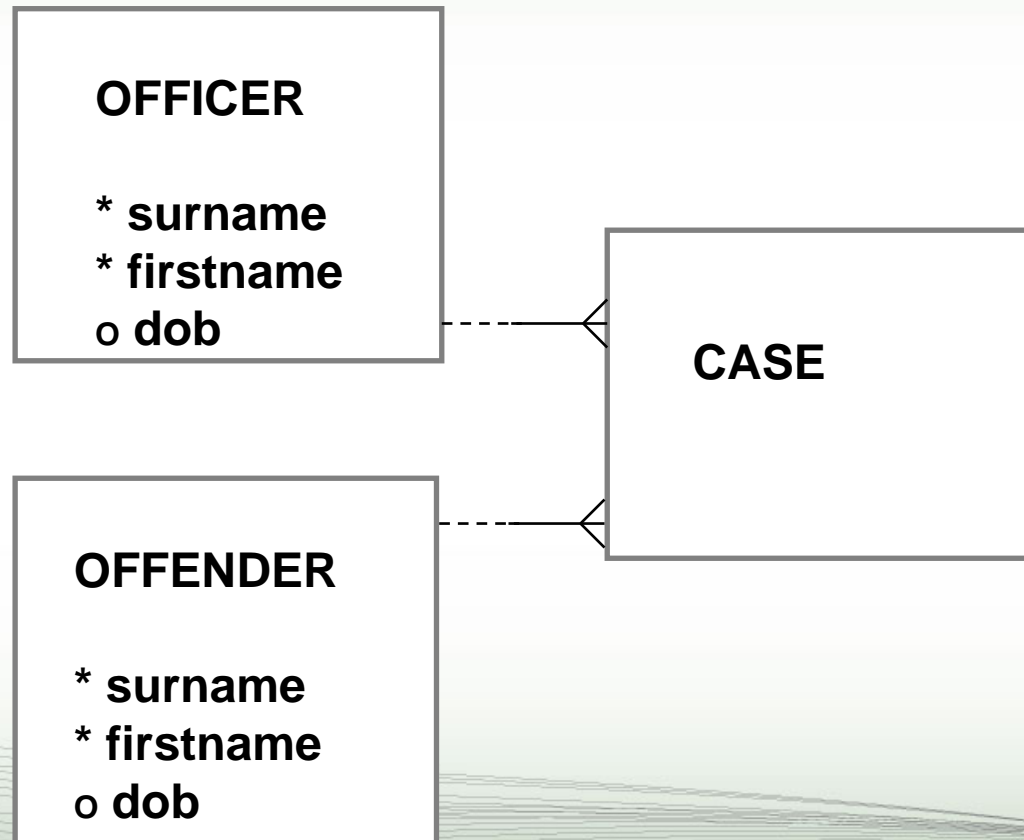 OFFICER
* surname
* firstname
o dob
CASE
OFFENDER
* surname
* firstname
o dob